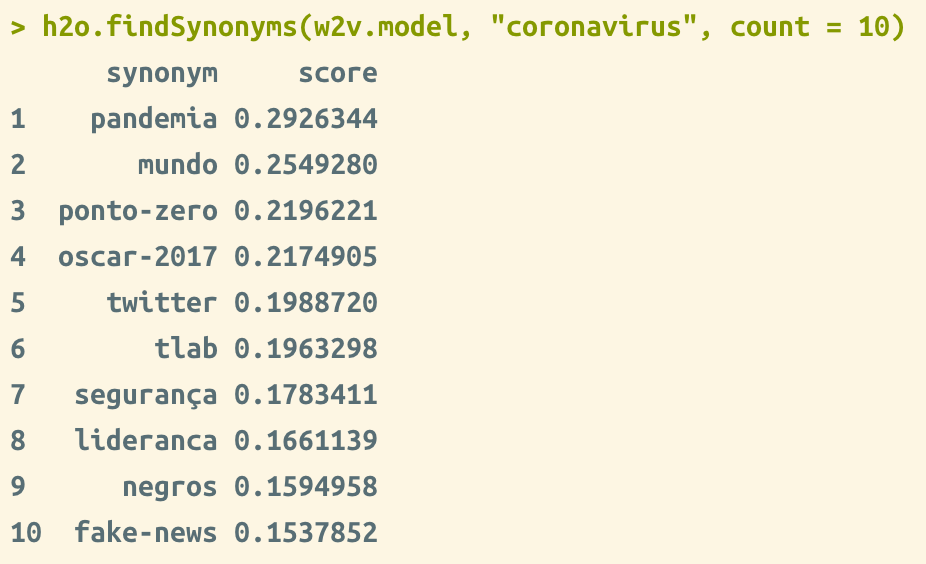 > h2o.findSynonyms(w2v.model, "coronavirus", count = 10)
synonym score
1 pandemia 0.2926344
2 mundo 0.2549280
3 ponto-zero 0.2196221
4 oscar-2017 0.2174905
5 twitter 0.1988720
6 tlab 0.1963298
7 segurança 0.1783411
8 lideranca 0.1661139
9 negros 0.1594958
10 fake-news 0.1537852